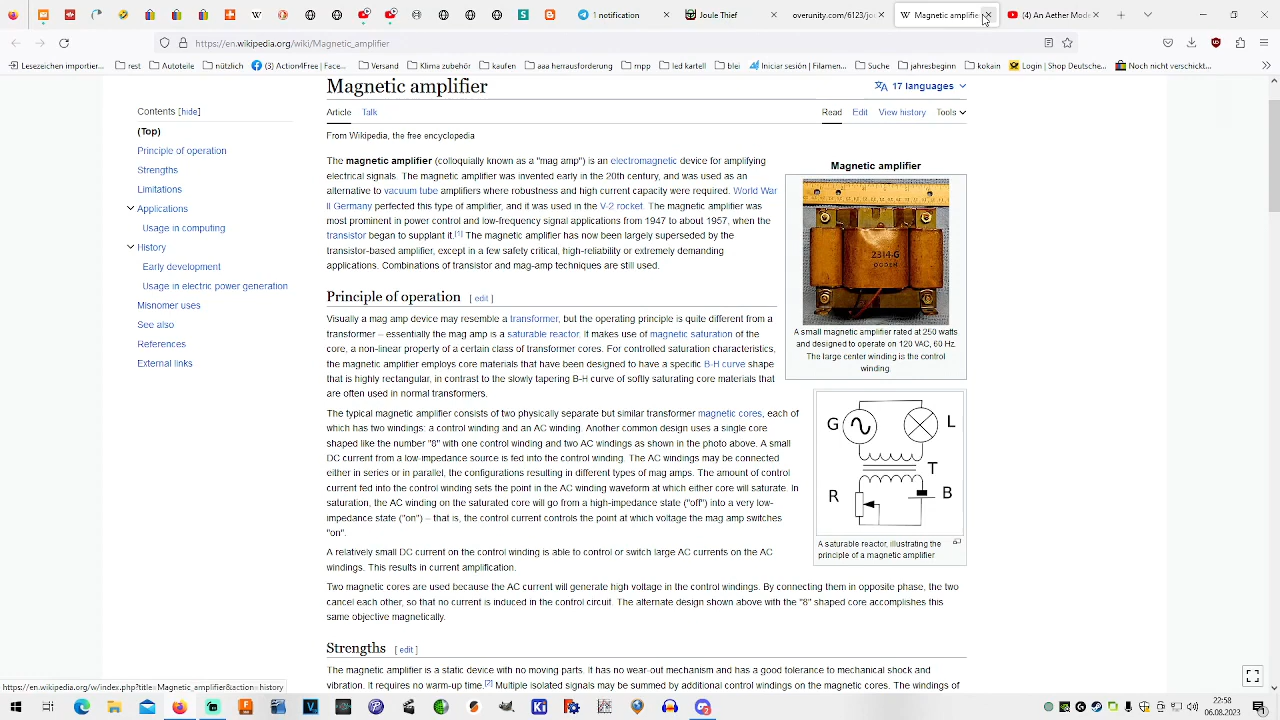 1 notification
Joule Thief
overunity.com/6123/jo
Magnetic amplifie
(4) An Aether Mot
https://en.wikipedia.org/wiki/Magnetic_amplifier
Lesezeichen importier...
rest
Autoteile
nützlich
(3) Action4Free | Face...
Versand
Klima zubehör
kaufen
aaa herrausforderung
mpp
led kartell
blei
Iniciar sesión | Filamen...
Suche
jahresbeginn
kokain
Login | Shop Deutsche...
Noch nicht verschickt...
Magnetic amplifier
17 languages
Contents [hide]
Article Talk
Read Edit View history Tools
(Top)
Principle of operation
Strengths
Limitations
Applications
Usage in computing
History
Early development
Usage in electric power generation
Misnomer uses
See also
References
External links
From Wikipedia, the free encyclopedia
The magnetic amplifier (colloquially known as a "mag amp") is an electromagnetic device for amplifying
electrical signals. The magnetic amplifier was invented early in the 20th century, and was used as an
alternative to vacuum tube amplifiers where robustness and high current capacity were required. World War
II Germany perfected this type of amplifier, and it was used in the V-2 rocket. The magnetic amplifier was
most prominent in power control and low-frequency signal applications from 1947 to about 1957, when the
transistor began to supplant it.[1] The magnetic amplifier has now been largely superseded by the
transistor-based amplifier, except in a few safety critical, high-reliability or extremely demanding
applications. Combinations of transistor and mag-amp techniques are still used.
Magnetic amplifier
2314-G
A small magnetic amplifier rated at 250 watts
and designed to operate on 120 VAC, 60 Hz.
The large center winding is the control
winding.
Principle of operation [ edit ]
Visually a mag amp device may resemble a transformer, but the operating principle is quite different from a
transformer – essentially the mag amp is a saturable reactor. It makes use of magnetic saturation of the
core, a non-linear property of a certain class of transformer cores. For controlled saturation characteristics,
the magnetic amplifier employs core materials that have been designed to have a specific B-H curve shape
that is highly rectangular, in contrast to the slowly tapering B-H curve of softly saturating core materials that
are often used in normal transformers.
The typical magnetic amplifier consists of two physically separate but similar transformer magnetic cores, each of
which has two windings: a control winding and an AC winding. Another common design uses a single core
shaped like the number "8" with one control winding and two AC windings as shown in the photo above. A small
DC current from a low-impedance source is fed into the control winding. The AC windings may be connected
either in series or in parallel, the configurations resulting in different types of mag amps. The amount of control
current fed into the control winding sets the point in the AC winding waveform at which either core will saturate. In
saturation, the AC winding on the saturated core will go from a high-impedance state ("off") into a very low-
impedance state ("on") – that is, the control current controls the point at which voltage the mag amp switches
"on".
G L
T
R B
A saturable reactor, illustrating the
principle of a magnetic amplifier
A relatively small DC current on the control winding is able to control or switch large AC currents on the AC
windings. This results in current amplification.
Two magnetic cores are used because the AC current will generate high voltage in the control windings. By connecting them in opposite phase, the two
cancel each other, so that no current is induced in the control circuit. The alternate design shown above with the "8" shaped core accomplishes this
same objective magnetically.
Strengths [ edit ]
The magnetic amplifier is a static device with no moving parts. It has no wear-out mechanism and has a good tolerance to mechanical shock and
vibration. It requires no warm-up time.[2] Multiple isolated signals may be summed by additional control windings on the magnetic cores. The windings of
https://en.wikipedia.org/w/index.php?title=Magnetic_amplifier&action=history
22:58
06.08.2023